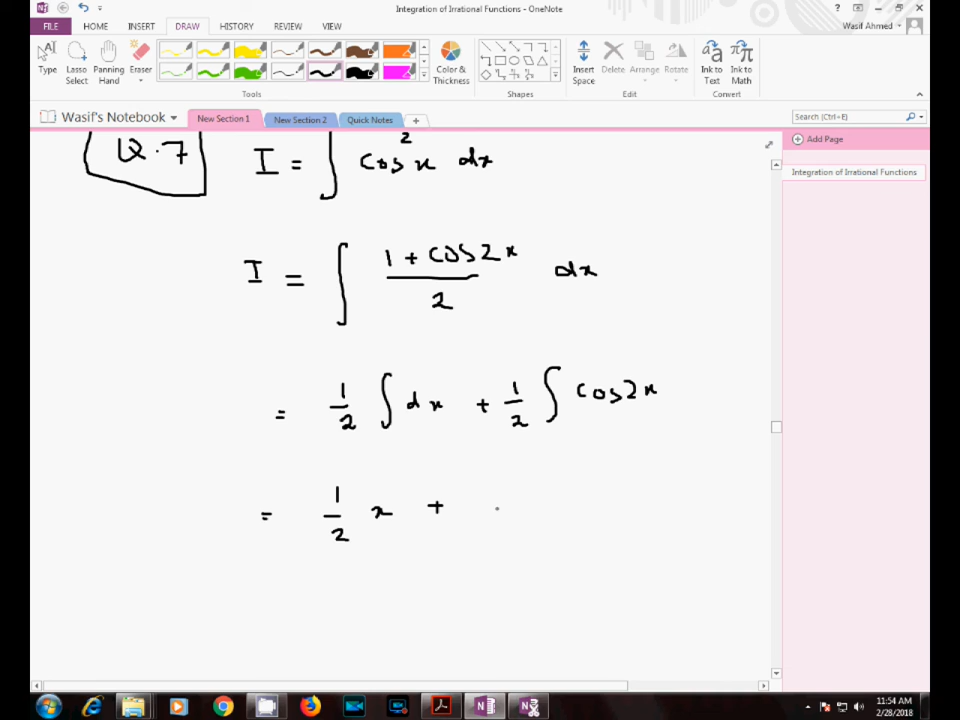 Integration of Irrational Functions - OneNote
FILE HOME INSERT DRAW HISTORY REVIEW VIEW
Wasif Ahmed
Type Lasso Select Panning Hand Eraser Color & Thickness Insert Space Delete Arrange Rotate Ink to Text Ink to Math
Tools Shapes Edit Convert
Wasif's Notebook New Section 1 New Section 2 Quick Notes Search (Ctrl+E)
Add Page
Integration of Irrational Functions
Q.7 I = ∫ cos² x dx
I = ∫ (1 + cos2x)/2 dx
= 1/2 ∫ dx + 1/2 ∫ cos2x
= 1/2 x +
11:54 AM
2/28/2018